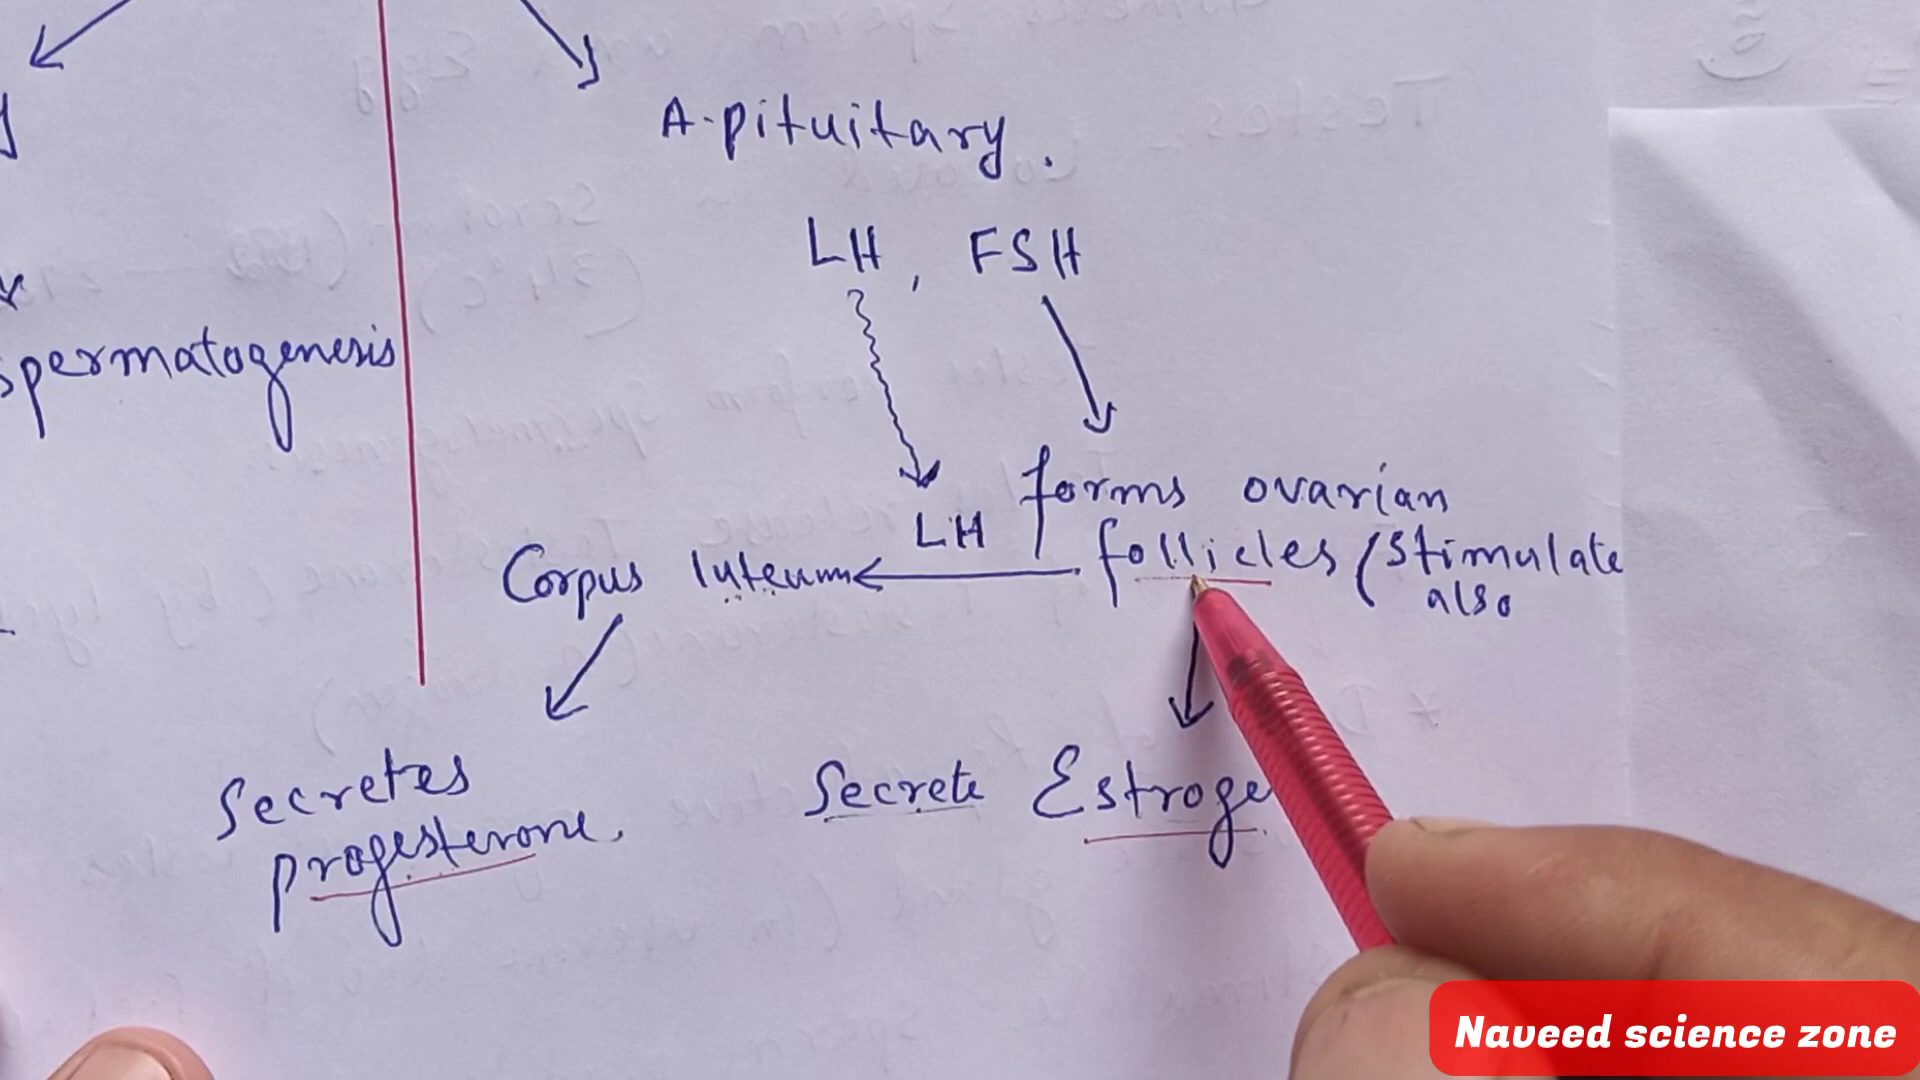 A. pituitary.
LH, FSH
spermatogenesis
forms ovarian
LH
Corpus luteum
follicles (stimulate
also
Secretes
progesterone.
Secrete Estroge
Naveed science zone